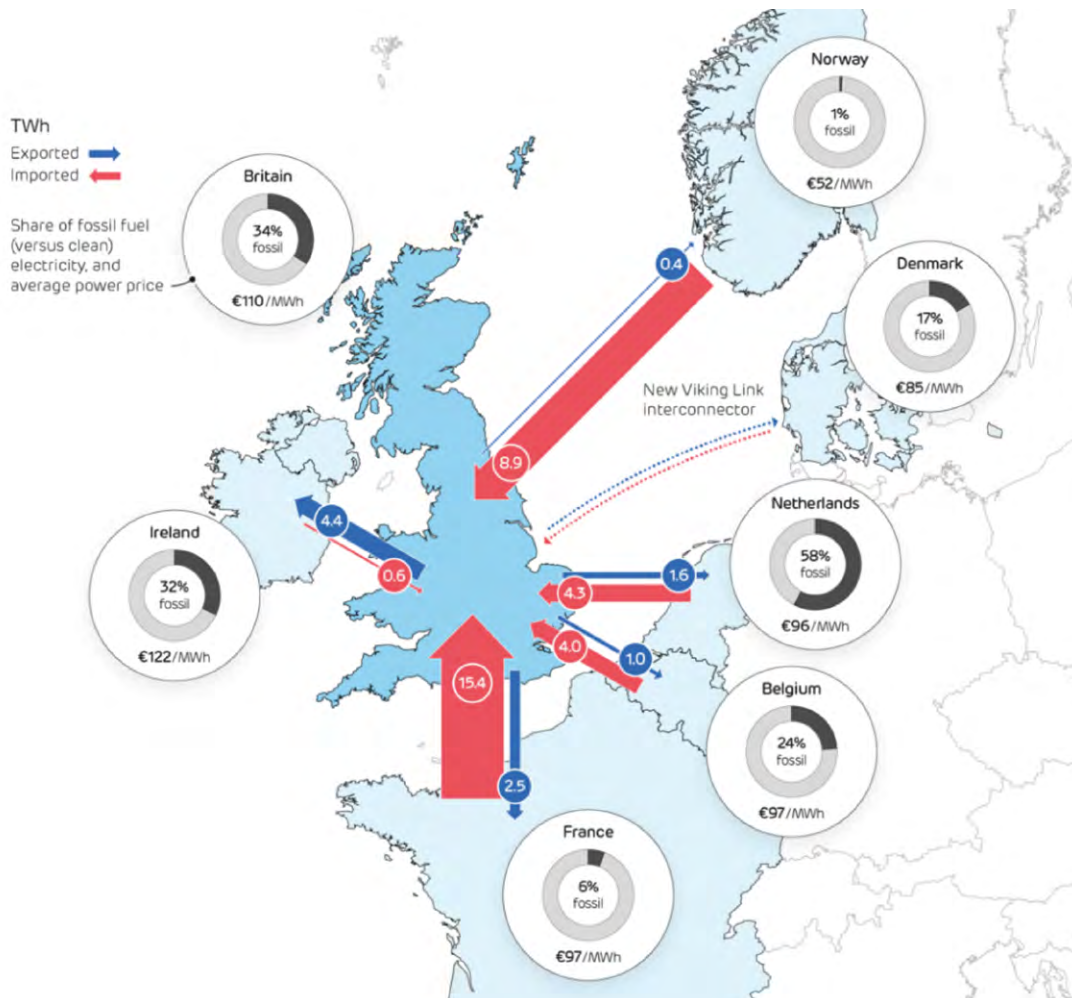 TWh
Exported
Imported
Share of fossil fuel
(versus clean)
electricity, and
average power price
Britain
34%
fossil
€110/MWh
Norway
1%
fossil
€52/MWh
Denmark
17%
fossil
€85/MWh
0.4
8.9
New Viking Link
interconnector
Ireland
32%
fossil
€122/MWh
4.4
0.6
Netherlands
58%
fossil
€96/MWh
1.6
4.3
4.0
1.0
Belgium
24%
fossil
€97/MWh
15.4
2.5
France
6%
fossil
€97/MWh